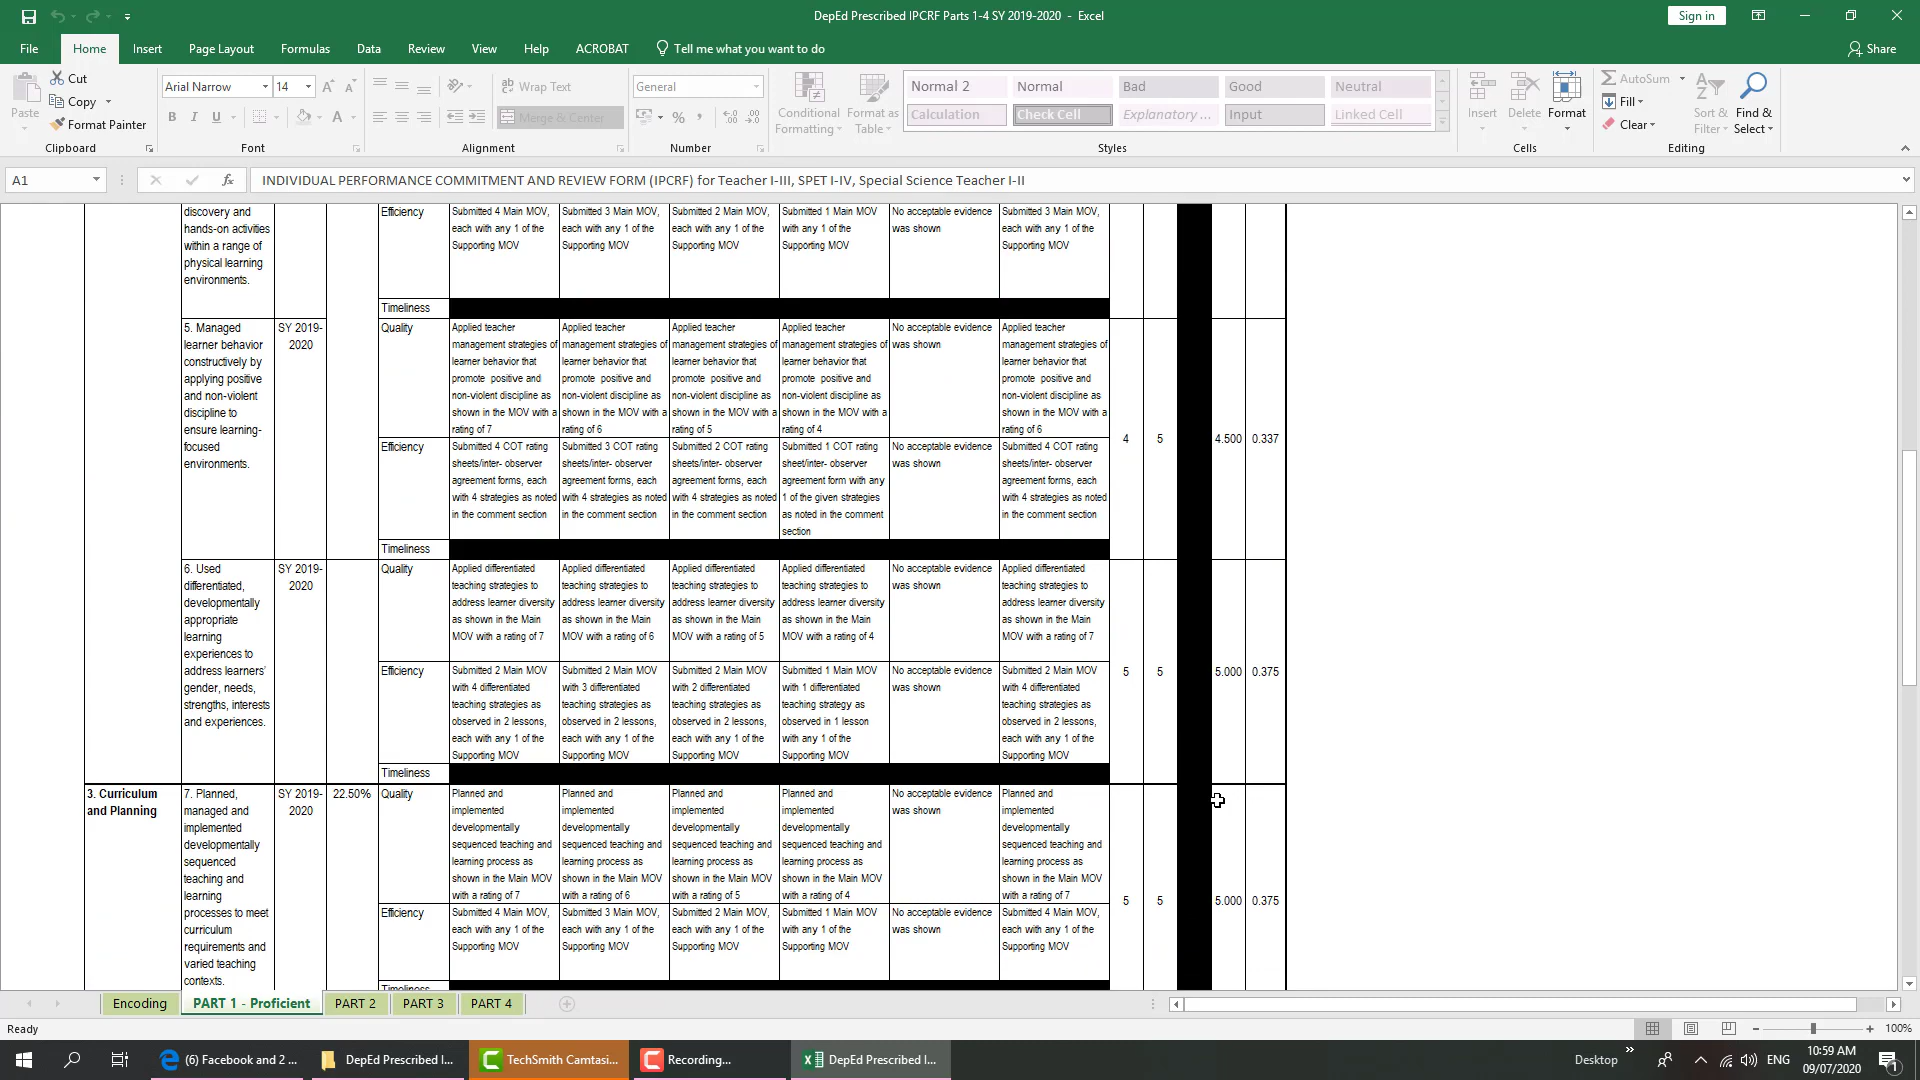 DepEd Prescribed IPCRF Parts 1-4 SY 2019-2020 - Excel
Sign in
File Home Insert Page Layout Formulas Data Review View Help ACROBAT Tell me what you want to do
Share
Paste
Cut
Copy
Format Painter
Clipboard
Arial Narrow 14
B I U
Font
Wrap Text
Merge & Center
Alignment
General
Number
Conditional Formatting
Format as Table
Normal 2 Normal Bad Good Neutral
Calculation Check Cell Explanatory ... Input Linked Cell
Styles
Insert Delete Format
Cells
AutoSum
Fill
Clear
Sort & Filter
Find & Select
Editing
A1
fx
INDIVIDUAL PERFORMANCE COMMITMENT AND REVIEW FORM (IPCRF) for Teacher I-III, SPET I-IV, Special Science Teacher I-II
discovery and
hands-on activities
within a range of
physical learning
environments.
Efficiency
Submitted 4 Main MOV,
each with any 1 of the
Supporting MOV
Submitted 3 Main MOV,
each with any 1 of the
Supporting MOV
Submitted 2 Main MOV,
each with any 1 of the
Supporting MOV
Submitted 1 Main MOV
with any 1 of the
Supporting MOV
No acceptable evidence
was shown
Submitted 3 Main MOV,
each with any 1 of the
Supporting MOV
Timeliness
5. Managed
learner behavior
constructively by
applying positive
and non-violent
discipline to
ensure learning-
focused
environments.
SY 2019-
2020
Quality
Applied teacher
management strategies of
learner behavior that
promote positive and
non-violent discipline as
shown in the MOV with a
rating of 7
Applied teacher
management strategies of
learner behavior that
promote positive and
non-violent discipline as
shown in the MOV with a
rating of 6
Applied teacher
management strategies of
learner behavior that
promote positive and
non-violent discipline as
shown in the MOV with a
rating of 5
Applied teacher
management strategies of
learner behavior that
promote positive and
non-violent discipline as
shown in the MOV with a
rating of 4
No acceptable evidence
was shown
Applied teacher
management strategies of
learner behavior that
promote positive and
non-violent discipline as
shown in the MOV with a
rating of 6
4 5 4.500 0.337
Efficiency
Submitted 4 COT rating
sheets/inter- observer
agreement forms, each
with 4 strategies as noted
in the comment section
Submitted 3 COT rating
sheets/inter- observer
agreement forms, each
with 4 strategies as noted
in the comment section
Submitted 2 COT rating
sheets/inter- observer
agreement forms, each
with 4 strategies as noted
in the comment section
Submitted 1 COT rating
sheet/inter- observer
agreement form with any
1 of the given strategies
as noted in the comment
section
No acceptable evidence
was shown
Submitted 4 COT rating
sheets/inter- observer
agreement forms, each
with 4 strategies as noted
in the comment section
Timeliness
6. Used
differentiated,
developmentally
appropriate
learning
experiences to
address learners'
gender, needs,
strengths, interests
and experiences.
SY 2019-
2020
Quality
Applied differentiated
teaching strategies to
address learner diversity
as shown in the Main
MOV with a rating of 7
Applied differentiated
teaching strategies to
address learner diversity
as shown in the Main
MOV with a rating of 6
Applied differentiated
teaching strategies to
address learner diversity
as shown in the Main
MOV with a rating of 5
Applied differentiated
teaching strategies to
address learner diversity
as shown in the Main
MOV with a rating of 4
No acceptable evidence
was shown
Applied differentiated
teaching strategies to
address learner diversity
as shown in the Main
MOV with a rating of 7
5 5 5.000 0.375
Efficiency
Submitted 2 Main MOV
with 4 differentiated
teaching strategies as
observed in 2 lessons,
each with any 1 of the
Supporting MOV
Submitted 2 Main MOV
with 3 differentiated
teaching strategies as
observed in 2 lessons,
each with any 1 of the
Supporting MOV
Submitted 2 Main MOV
with 2 differentiated
teaching strategies as
observed in 2 lessons,
each with any 1 of the
Supporting MOV
Submitted 1 Main MOV
with 1 differentiated
teaching strategy as
observed in 1 lesson
with any 1 of the
Supporting MOV
No acceptable evidence
was shown
Submitted 2 Main MOV
with 4 differentiated
teaching strategies as
observed in 2 lessons,
each with any 1 of the
Supporting MOV
Timeliness
3. Curriculum
and Planning
7. Planned,
managed and
implemented
developmentally
sequenced
teaching and
learning
processes to meet
curriculum
requirements and
varied teaching
contexts.
SY 2019-
2020
22.50%
Quality
Planned and
implemented
developmentally
sequenced teaching and
learning process as
shown in the Main MOV
with a rating of 7
Planned and
implemented
developmentally
sequenced teaching and
learning process as
shown in the Main MOV
with a rating of 6
Planned and
implemented
developmentally
sequenced teaching and
learning process as
shown in the Main MOV
with a rating of 5
Planned and
implemented
developmentally
sequenced teaching and
learning process as
shown in the Main MOV
with a rating of 4
No acceptable evidence
was shown
Planned and
implemented
developmentally
sequenced teaching and
learning process as
shown in the Main MOV
with a rating of 7
5 5 5.000 0.375
Efficiency
Submitted 4 Main MOV,
each with any 1 of the
Supporting MOV
Submitted 3 Main MOV,
each with any 1 of the
Supporting MOV
Submitted 2 Main MOV,
each with any 1 of the
Supporting MOV
Submitted 1 Main MOV
with any 1 of the
Supporting MOV
No acceptable evidence
was shown
Submitted 4 Main MOV,
each with any 1 of the
Supporting MOV
Timeliness
Encoding PART 1 - Proficient PART 2 PART 3 PART 4
Ready
100%
(6) Facebook and 2 ...
DepEd Prescribed I...
TechSmith Camtasi...
Recording...
DepEd Prescribed I...
Desktop
ENG
10:59 AM
09/07/2020
1